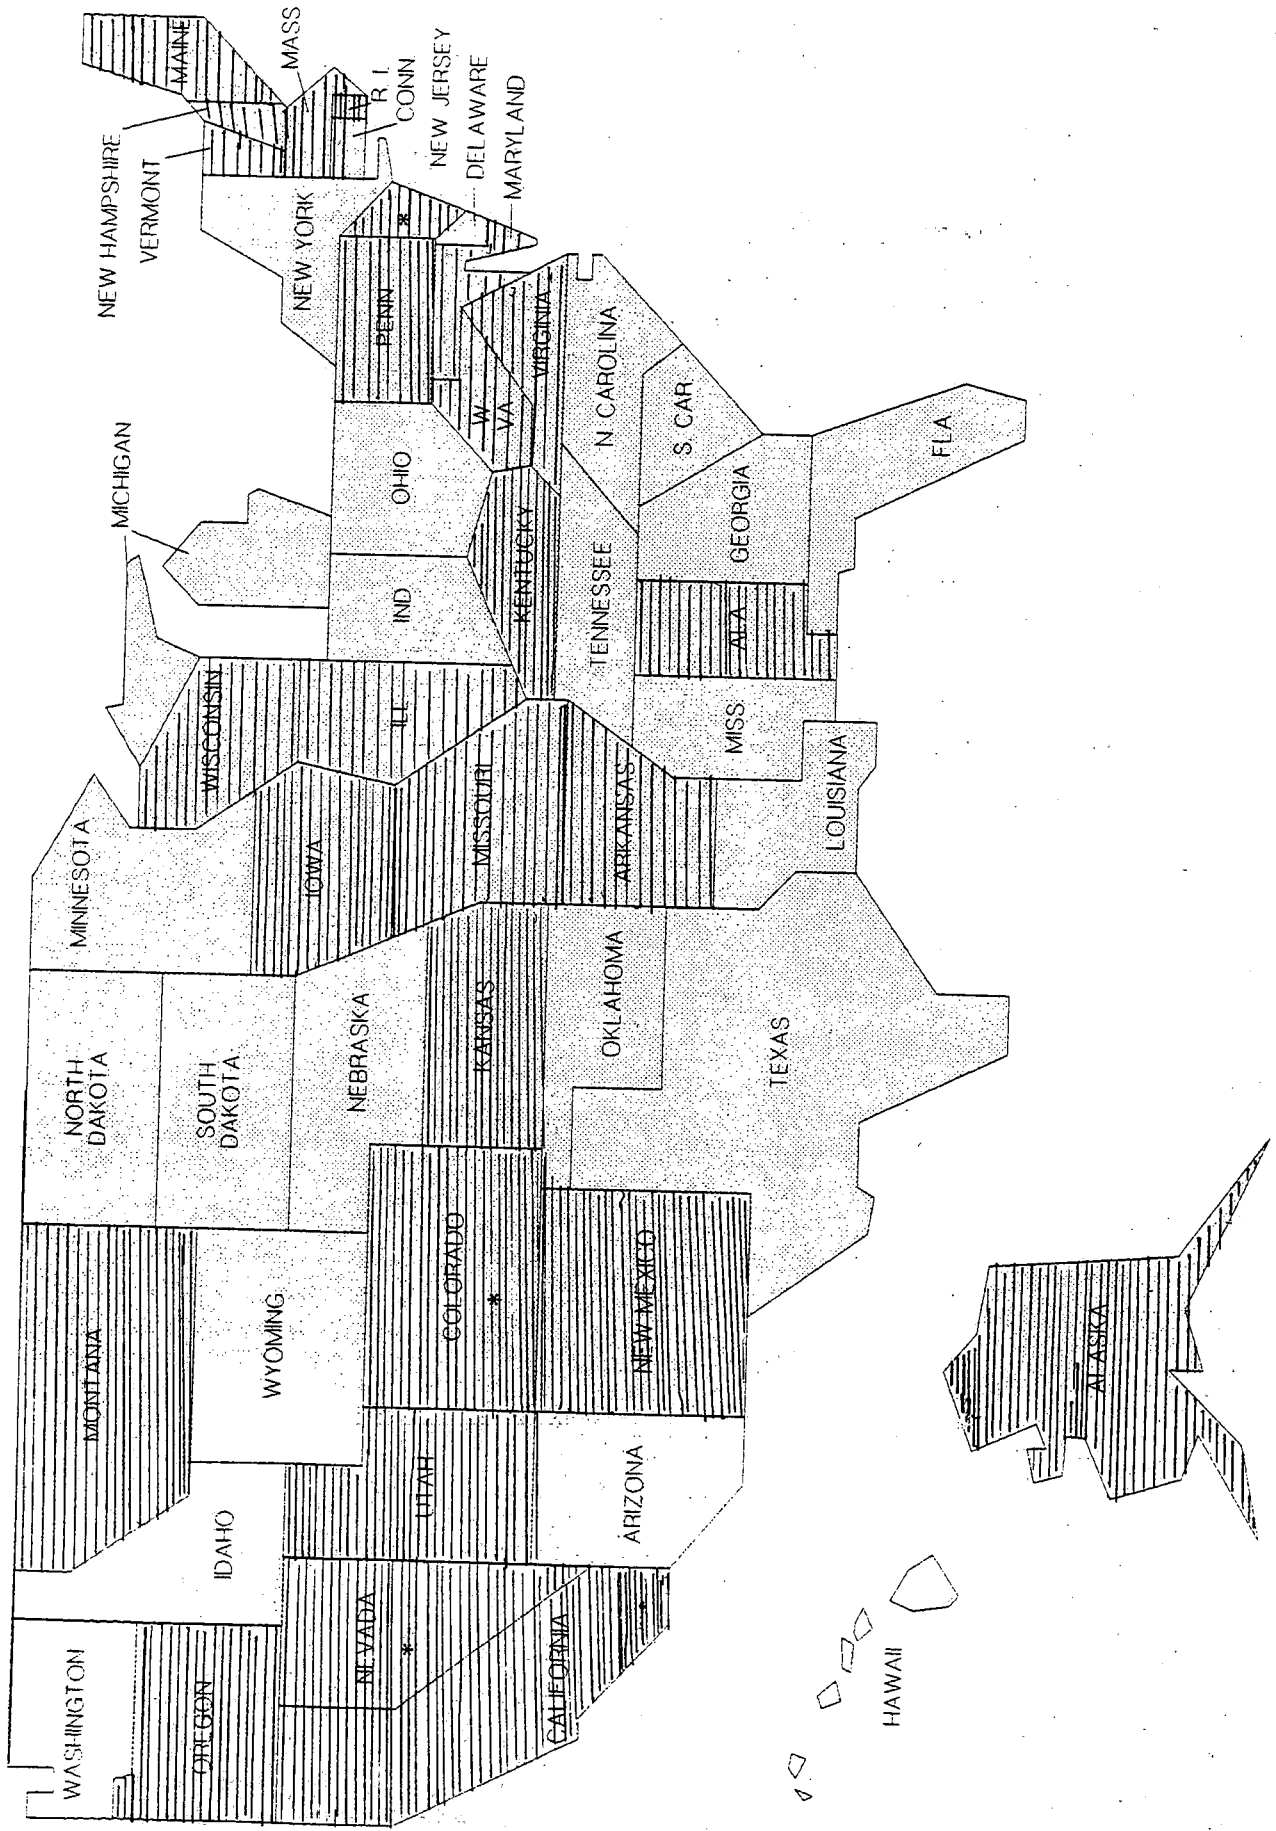 WASHINGTON
OREGON
IDAHO
MONTANA
WYOMING
NEVADA
*
CALIFORNIA
UTAH
ARIZONA
COLORADO
*
NEW MEXICO
NORTH
DAKOTA
SOUTH
DAKOTA
NEBRASKA
KANSAS
OKLAHOMA
TEXAS
MINNESOTA
IOWA
MISSOURI
ARKANSAS
LOUISIANA
WISCONSIN
ILL
MICHIGAN
IND
OHIO
KENTUCKY
TENNESSEE
MISS.
ALA
GEORGIA
FLA
S. CAR
N CAROLINA
VIRGINIA
W
VA
PENN
*
NEW YORK
VERMONT
NEW HAMPSHIRE
MAINE
MASS
R. I.
CONN.
NEW JERSEY
DELAWARE
MARYLAND
HAWAII
ALASKA